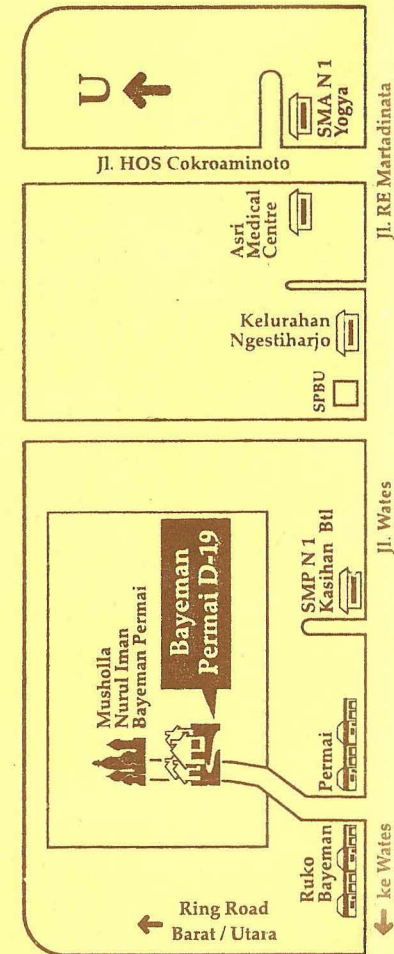 U
Jl. HOS Cokroaminoto
SMA N 1
Yogya
Jl. RE Martadinata
Asri
Medical
Centre
Kelurahan
Ngestiharjo
SPBU
Jl. Wates
SMP N 1
Kasihan Btl
Musholla
Nurul Iman
Bayeman Permai
Bayeman
Permai D-19
Ruko
Bayeman
Permai
Ring Road
Barat / Utara
ke Wates